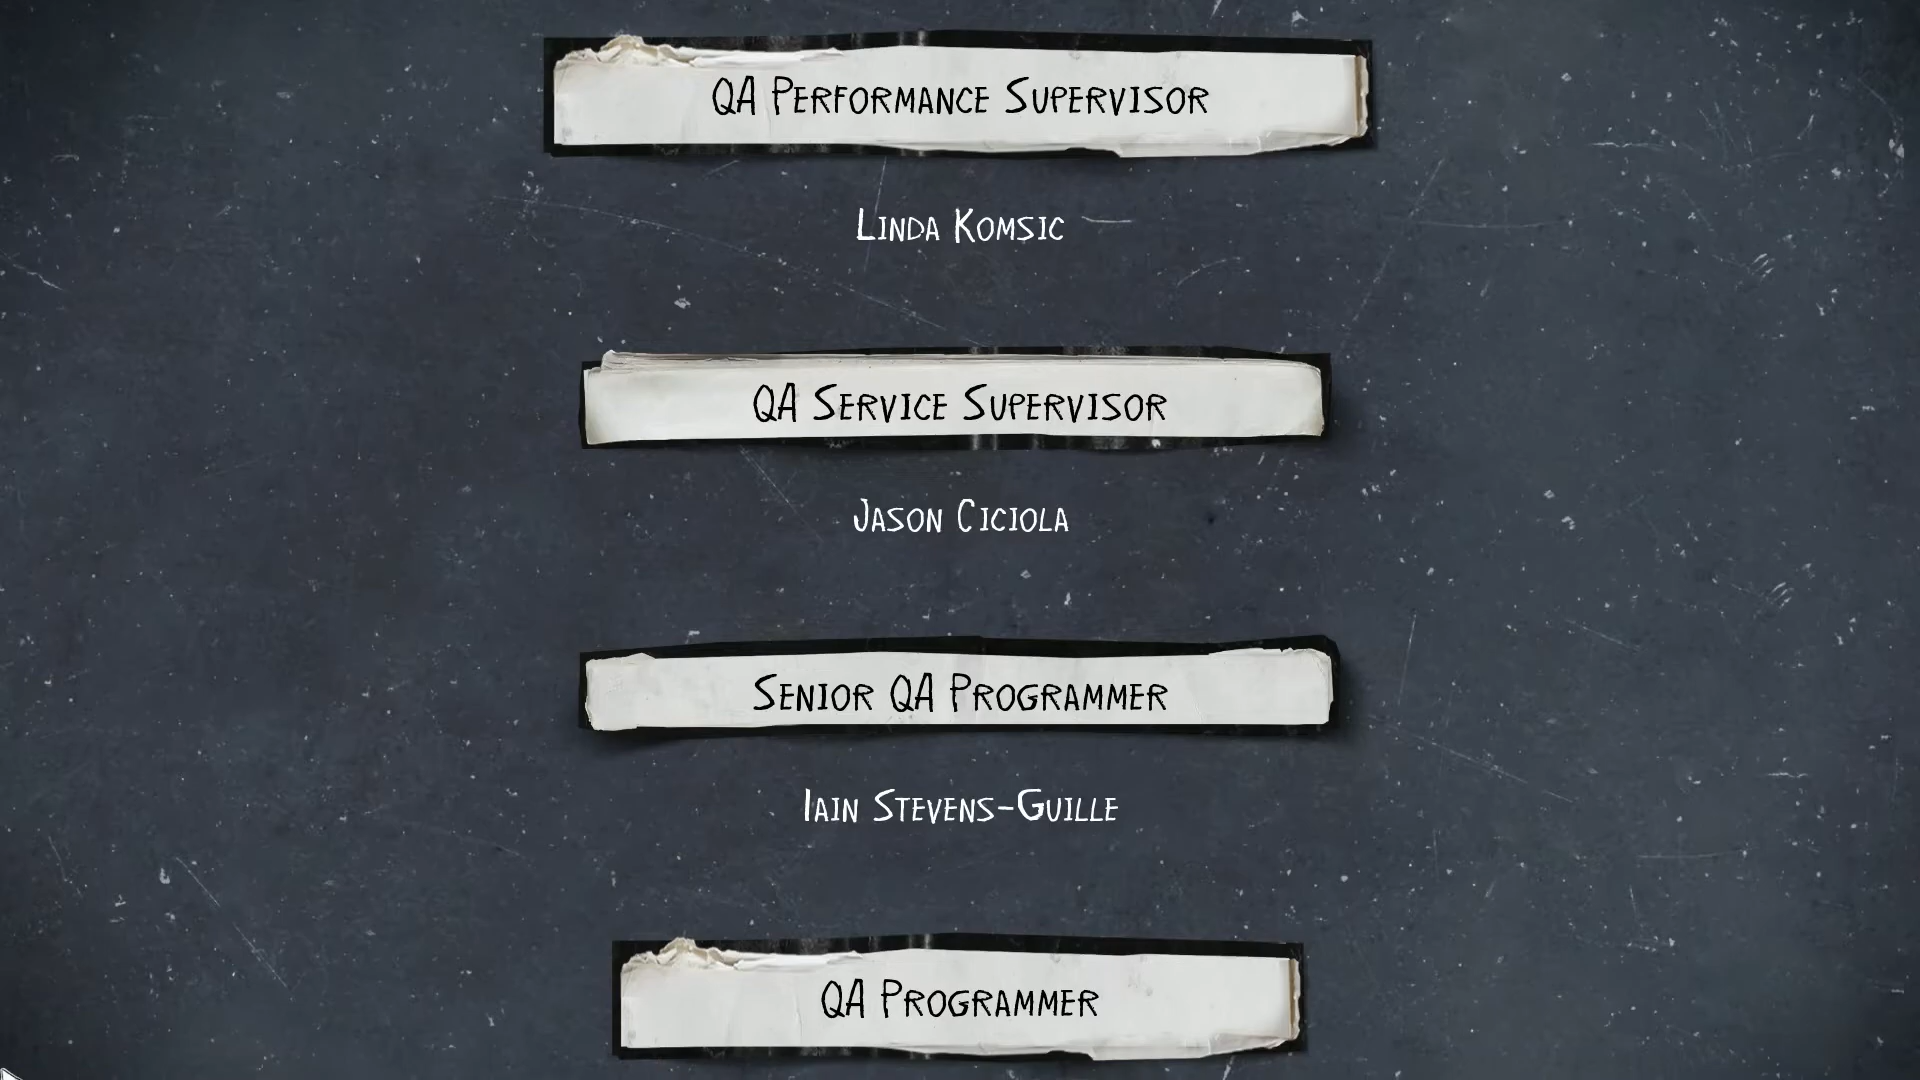 QA Performance Supervisor
Linda Komsic
QA Service Supervisor
Jason Ciciola
Senior QA Programmer
Iain Stevens-Guille
QA Programmer